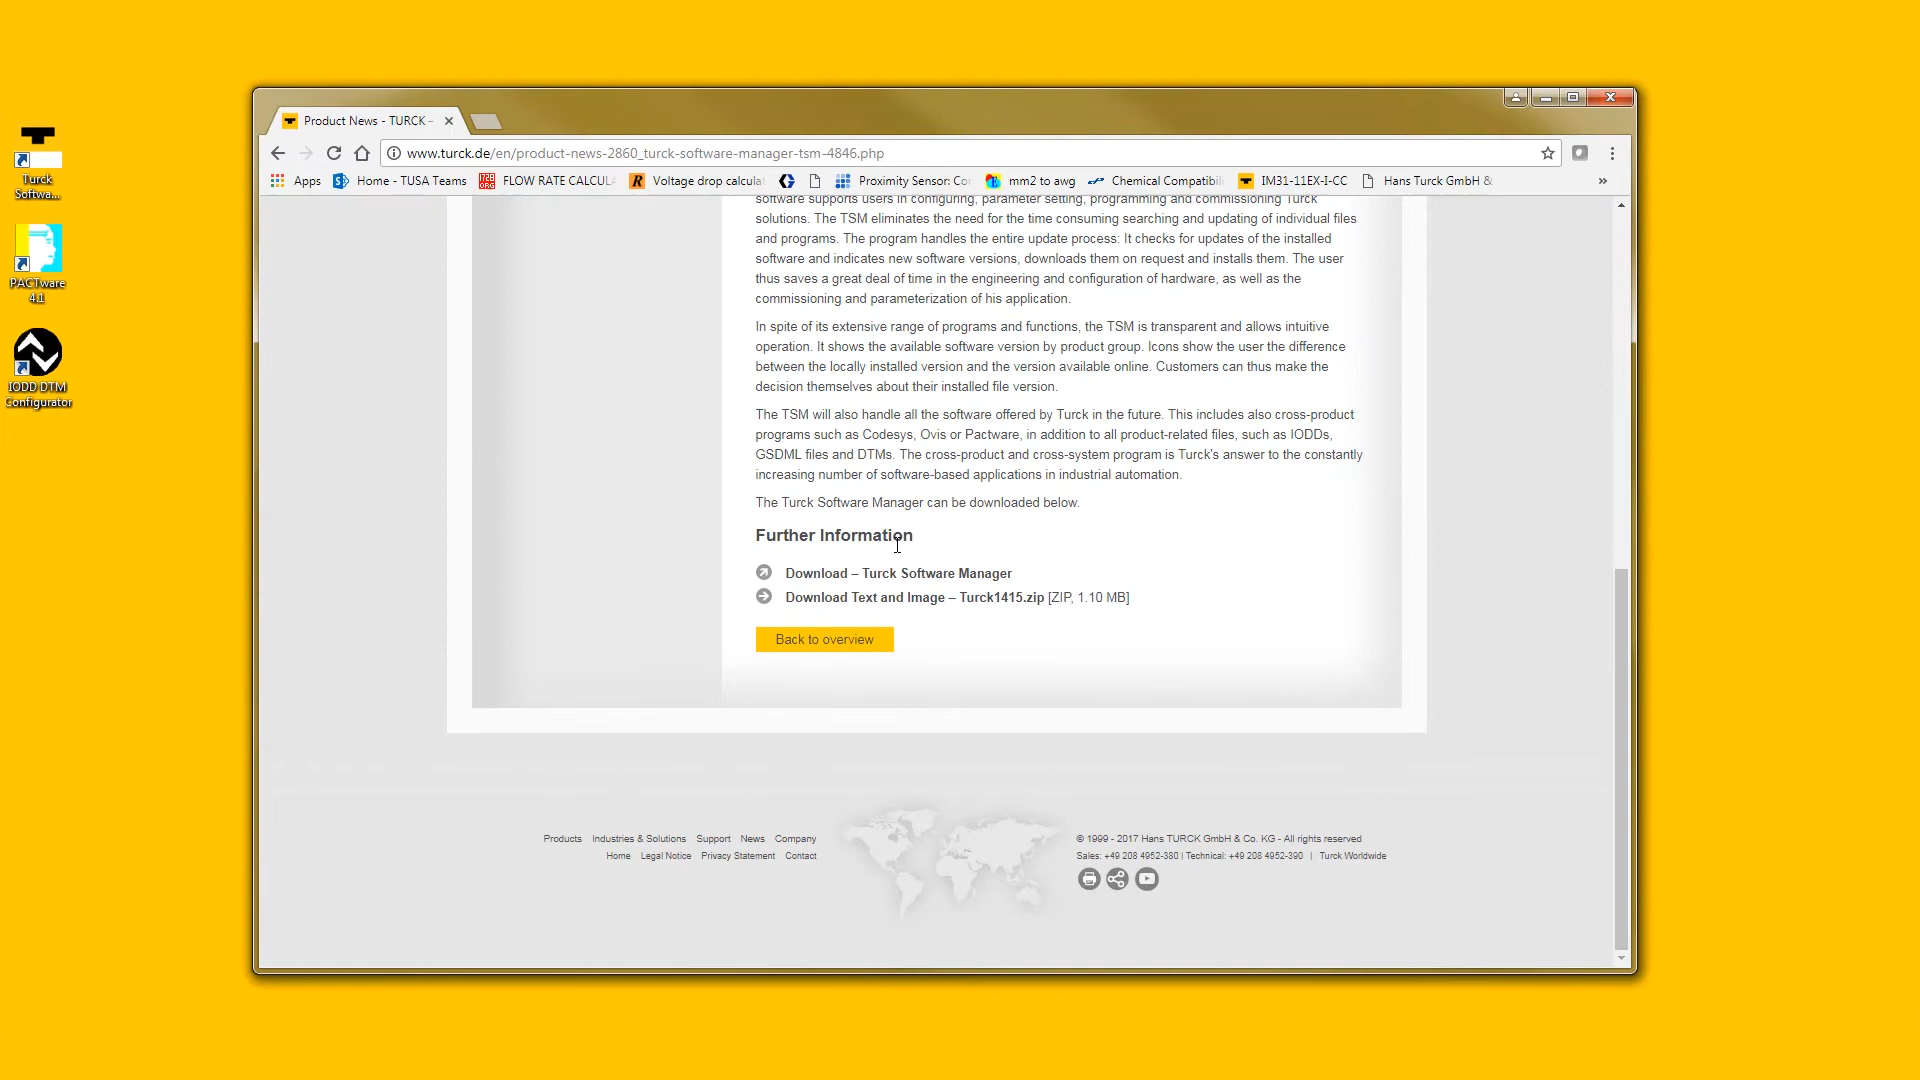 Product News - TURCK -
www.turck.de/en/product-news-2860_turck-software-manager-tsm-4846.php
Apps
Home - TUSA Teams
FLOW RATE CALCUL
Voltage drop calculat
Proximity Sensor: Co
mm2 to awg
Chemical Compatibil
IM31-11EX-I-CC
Hans Turck GmbH &
»
Turck
Softwa...
PACTware
4.1
IODD DTM
Configurator
software supports users in configuring, parameter setting, programming and commissioning Turck
solutions. The TSM eliminates the need for the time consuming searching and updating of individual files
and programs. The program handles the entire update process: It checks for updates of the installed
software and indicates new software versions, downloads them on request and installs them. The user
thus saves a great deal of time in the engineering and configuration of hardware, as well as the
commissioning and parameterization of his application.
In spite of its extensive range of programs and functions, the TSM is transparent and allows intuitive
operation. It shows the available software version by product group. Icons show the user the difference
between the locally installed version and the version available online. Customers can thus make the
decision themselves about their installed file version.
The TSM will also handle all the software offered by Turck in the future. This includes also cross-product
programs such as Codesys, Ovis or Pactware, in addition to all product-related files, such as IODDs,
GSDML files and DTMs. The cross-product and cross-system program is Turck's answer to the constantly
increasing number of software-based applications in industrial automation.
The Turck Software Manager can be downloaded below.
Further Information
Download – Turck Software Manager
Download Text and Image – Turck1415.zip [ZIP, 1.10 MB]
Back to overview
Products Industries & Solutions Support News Company
Home Legal Notice Privacy Statement Contact
© 1999 - 2017 Hans TURCK GmbH & Co. KG - All rights reserved
Sales: +49 208 4952-380 | Technical: +49 208 4952-390 | Turck Worldwide